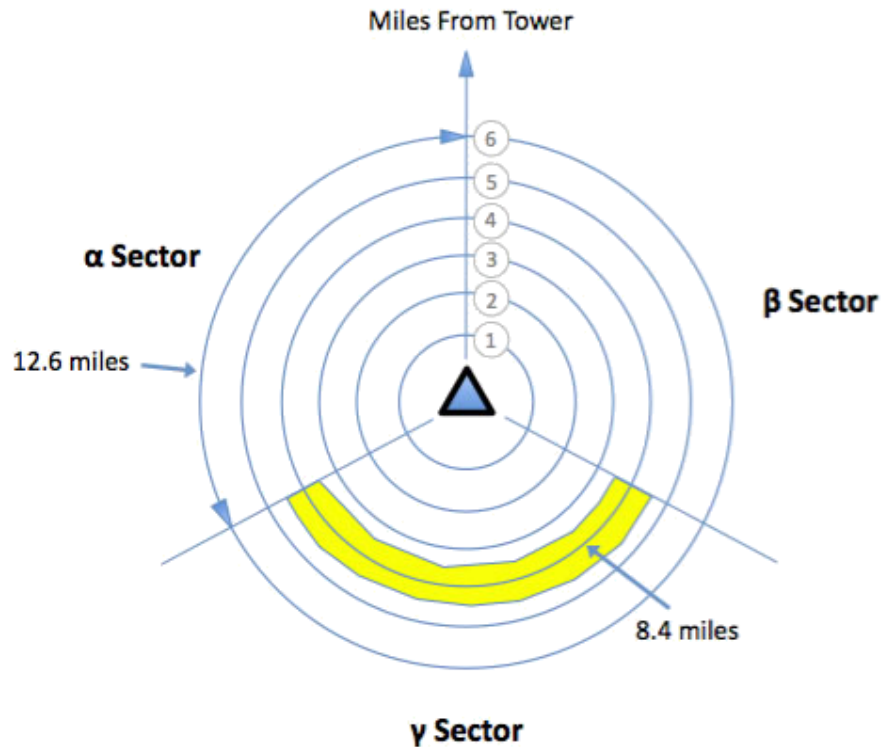 Miles From Tower
6
5
4
3
2
1
α Sector
β Sector
12.6 miles
8.4 miles
γ Sector